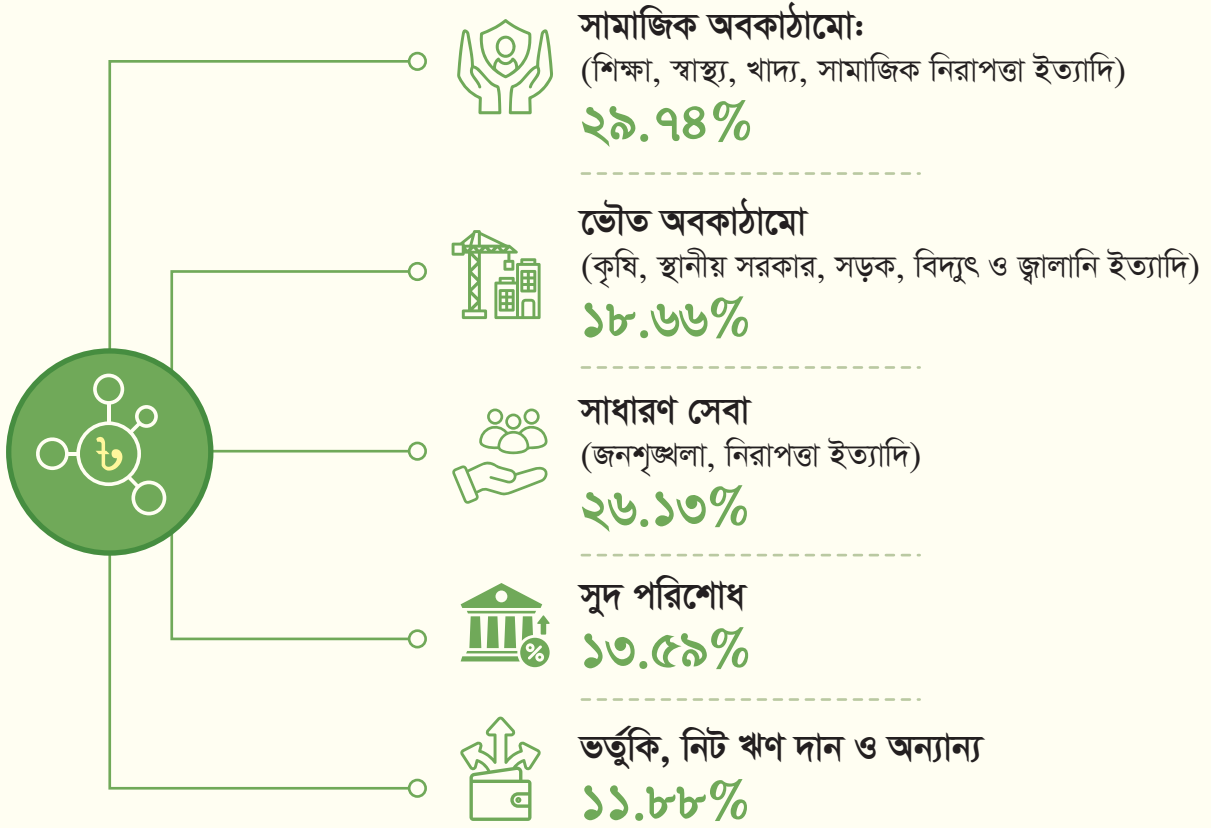 সামাজিক অবকাঠামো:
(শিক্ষা, স্বাস্থ্য, খাদ্য, সামাজিক নিরাপত্তা ইত্যাদি)
২৯.৭৪%
ভৌত অবকাঠামো
(কৃষি, স্থানীয় সরকার, সড়ক, বিদ্যুৎ ও জ্বালানি ইত্যাদি)
১৮.৬৬%
সাধারণ সেবা
(জনশৃঙ্খলা, নিরাপত্তা ইত্যাদি)
২৬.১৩%
৳
সুদ পরিশোধ
%
১৩.৫৯%
ভর্তুকি, নিট ঋণ দান ও অন্যান্য
১১.৮৮%